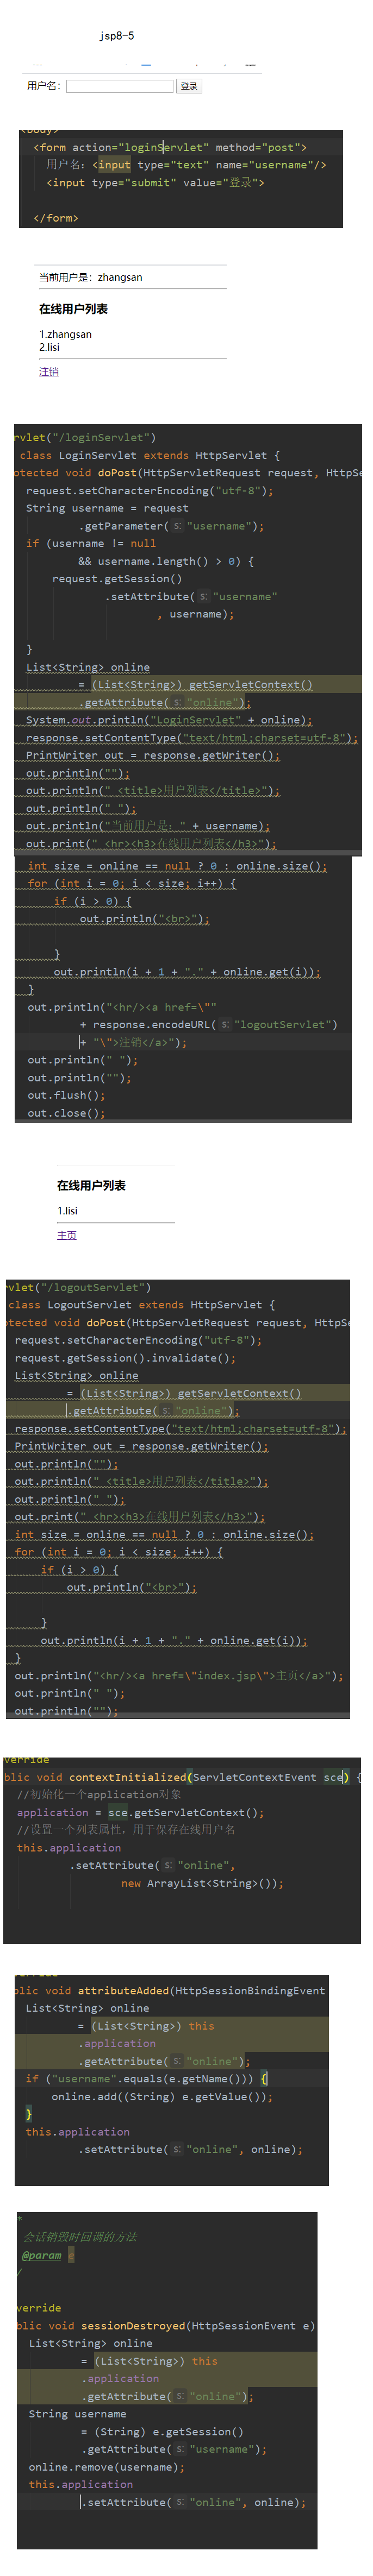 jsp8-5
用户名: 登录
<body>
<form action="loginServlet" method="post">
用户名: <input type="text" name="username"/>
<input type="submit" value="登录">
</form>
当前用户是: zhangsan
在线用户列表
1.zhangsan
2.lisi
注销
rvlet("/loginServlet")
class LoginServlet extends HttpServlet {
otected void doPost(HttpServletRequest request, HttpSe
request.setCharacterEncoding("utf-8");
String username = request
.getParameter( s: "username");
if (username != null
&& username.length() > 0) {
request.getSession()
.setAttribute( s: "username"
, username);
}
List<String> online
= (List<String>) getServletContext()
.getAttribute( s: "online");
System.out.println("LoginServlet" + online);
response.setContentType("text/html;charset=utf-8");
PrintWriter out = response.getWriter();
out.println("");
out.println(" <title>用户列表</title>");
out.println(" ");
out.println("当前用户是: " + username);
out.print(" <hr><h3>在线用户列表</h3>");
int size = online == null ? 0 : online.size();
for (int i = 0; i < size; i++) {
if (i > 0) {
out.println("<br>");
}
out.println(i + 1 + "." + online.get(i));
}
out.println("<hr/><a href=\""
+ response.encodeURL( s: "logoutServlet")
+ "\">注销</a>");
out.println(" ");
out.println("");
out.flush();
out.close();
在线用户列表
1.lisi
主页
rvlet("/logoutServlet")
class LogoutServlet extends HttpServlet {
otected void doPost(HttpServletRequest request, HttpSe
request.setCharacterEncoding("utf-8");
request.getSession().invalidate();
List<String> online
= (List<String>) getServletContext()
.getAttribute( s: "online");
response.setContentType("text/html;charset=utf-8");
PrintWriter out = response.getWriter();
out.println("");
out.println(" <title>用户列表</title>");
out.println(" ");
out.print(" <hr><h3>在线用户列表</h3>");
int size = online == null ? 0 : online.size();
for (int i = 0; i < size; i++) {
if (i > 0) {
out.println("<br>");
}
out.println(i + 1 + "." + online.get(i));
}
out.println("<hr/><a href=\"index.jsp\">主页</a>");
out.println(" ");
out.println("");
verride
blic void contextInitialized(ServletContextEvent sce) {
//初始化一个application对象
application = sce.getServletContext();
//设置一个列表属性，用于保存在线用户名
this.application
.setAttribute( s: "online",
new ArrayList<String>());
blic void attributeAdded(HttpSessionBindingEvent
List<String> online
= (List<String>) this
.application
.getAttribute( s: "online");
if ("username".equals(e.getName())) {
online.add((String) e.getValue());
}
this.application
.setAttribute( s: "online", online);
*
会话销毁时回调的方法
@param e
/
verride
blic void sessionDestroyed(HttpSessionEvent e)
List<String> online
= (List<String>) this
.application
.getAttribute( s: "online");
String username
= (String) e.getSession()
.getAttribute( s: "username");
online.remove(username);
this.application
.setAttribute( s: "online", online);